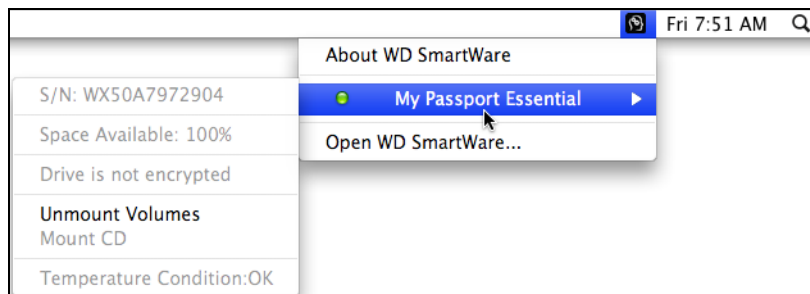 Fri 7:51 AM
About WD SmartWare
My Passport Essential
Open WD SmartWare...
S/N: WX50A7972904
Space Available: 100%
Drive is not encrypted
Unmount Volumes
Mount CD
Temperature Condition:OK